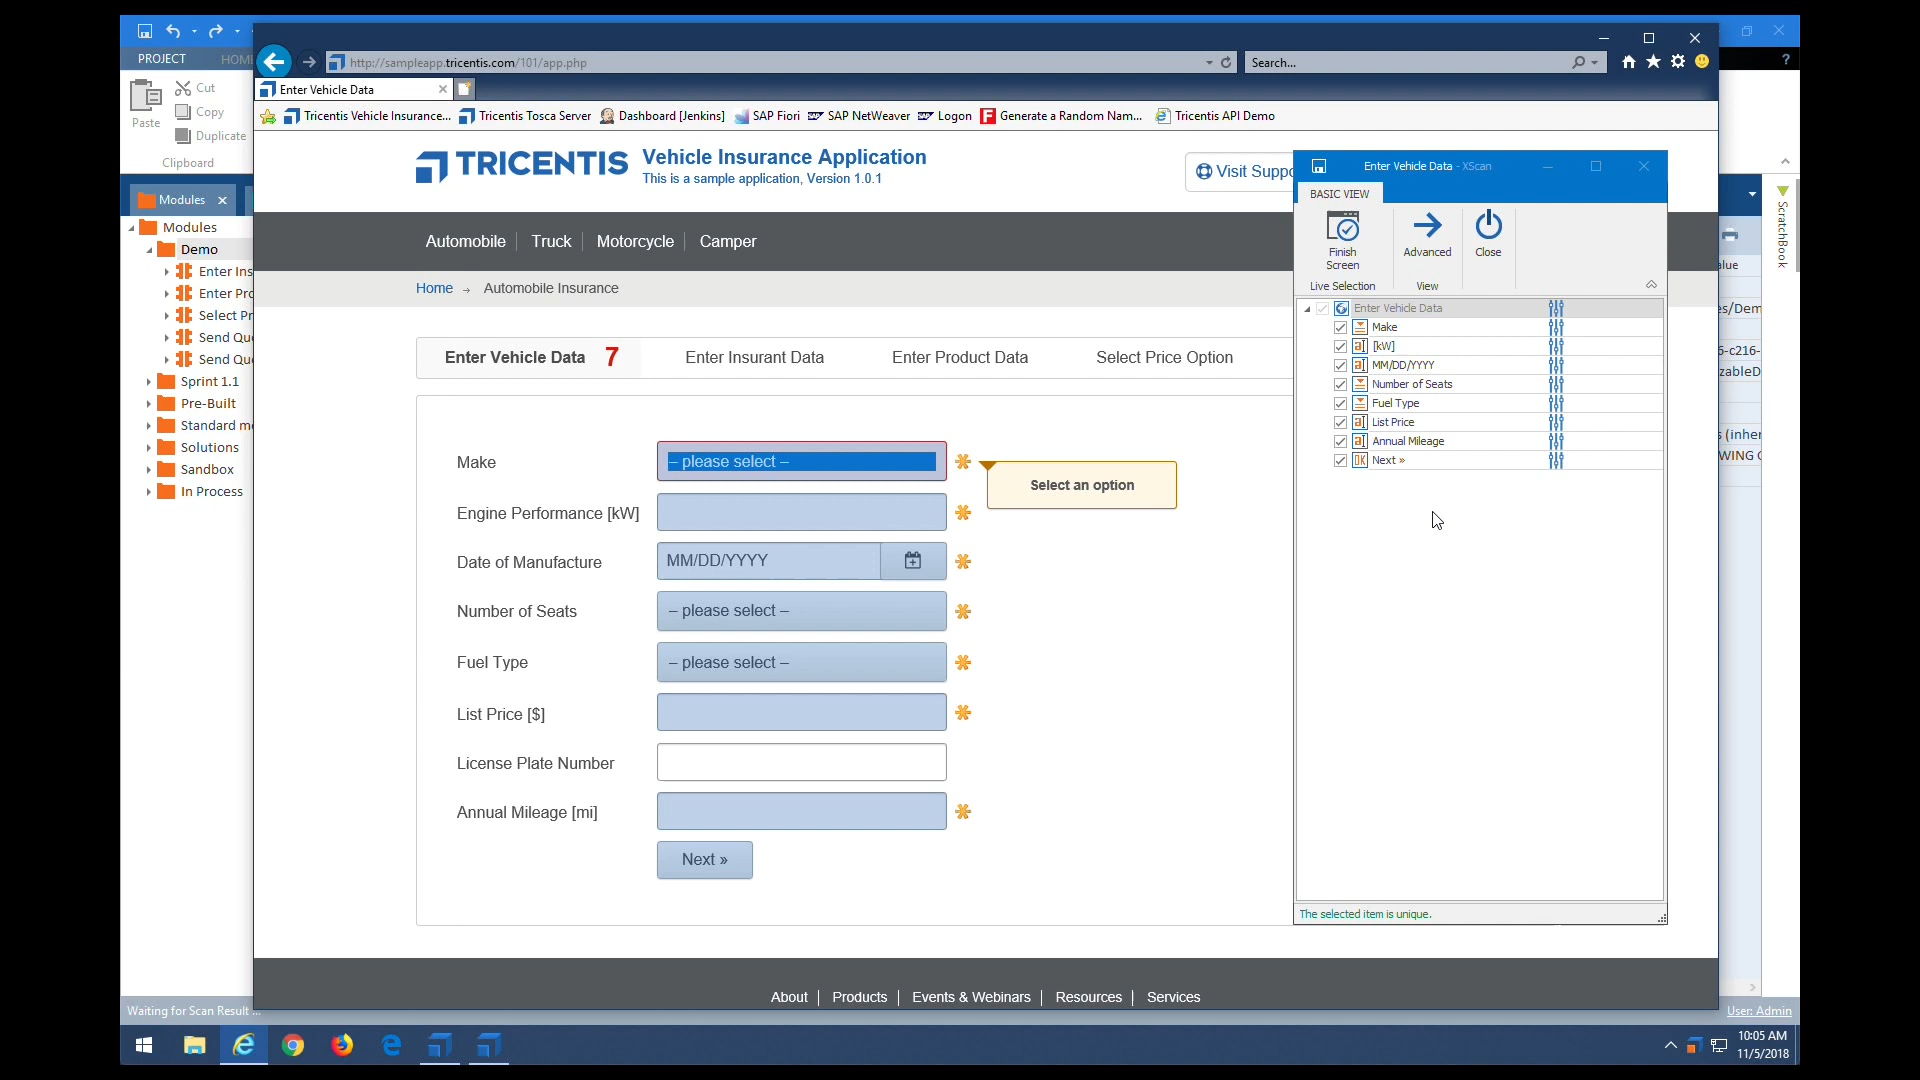 PROJECT
HOME
http://sampleapp.tricentis.com/101/app.php
Search...
?
Paste
Cut
Copy
Duplicate
Clipboard
Enter Vehicle Data
Tricentis Vehicle Insurance...
Tricentis Tosca Server
Dashboard [Jenkins]
SAP Fiori
SAP NetWeaver
Logon
Generate a Random Nam...
Tricentis API Demo
TRICENTIS
Vehicle Insurance Application
This is a sample application, Version 1.0.1
Visit Suppo
Automobile
Truck
Motorcycle
Camper
Home → Automobile Insurance
Enter Vehicle Data 7
Enter Insurant Data
Enter Product Data
Select Price Option
Make
– please select –
Select an option
Engine Performance [kW]
Date of Manufacture
MM/DD/YYYY
Number of Seats
– please select –
Fuel Type
– please select –
List Price [$]
License Plate Number
Annual Mileage [mi]
Next »
About
Products
Events & Webinars
Resources
Services
Modules
Modules
Demo
Enter Ins
Enter Pro
Select Pr
Send Quo
Send Quo
Sprint 1.1
Pre-Built
Standard m
Solutions
Sandbox
In Process
Enter Vehicle Data - XScan
BASIC VIEW
Finish
Screen
Advanced
Close
Live Selection
View
Enter Vehicle Data
Make
[kW]
MM/DD/YYYY
Number of Seats
Fuel Type
List Price
Annual Mileage
Next »
The selected item is unique.
ScratchBook
alue
es/Dem
6-c216-
zableD
s (inher
WING C
Waiting for Scan Result ...
User: Admin
10:05 AM
11/5/2018